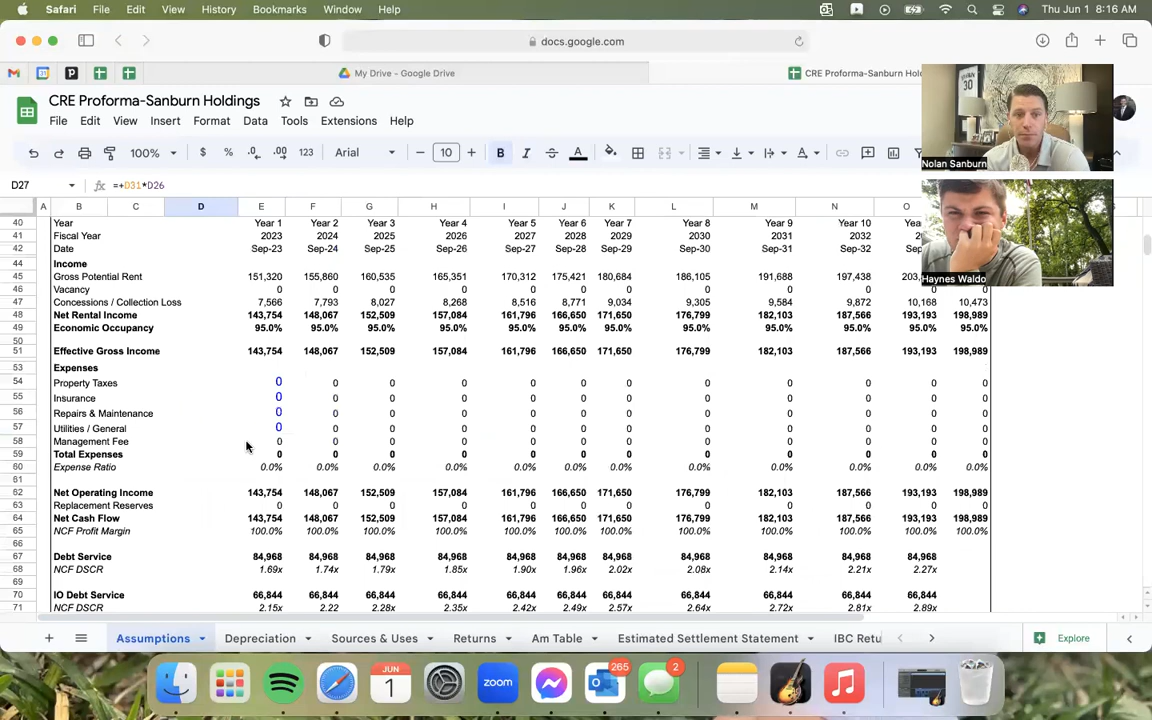 Safari File Edit View History Bookmarks Window Help Thu Jun 1 8:16 AM
docs.google.com
My Drive - Google Drive CRE Proforma-Sanburn Hol
CRE Proforma-Sanburn Holdings
File Edit View Insert Format Data Tools Extensions Help
100% $ % .0 .00 123 Arial 10 B I A
D27 =+D31*D26
A B C D E F G H I J K L M N O
40 Year Year 1 Year 2 Year 3 Year 4 Year 5 Year 6 Year 7 Year 8 Year 9 Year 10
41 Fiscal Year 2023 2024 2025 2026 2027 2028 2029 2030 2031 2032
42 Date Sep-23 Sep-24 Sep-25 Sep-26 Sep-27 Sep-28 Sep-29 Sep-30 Sep-31 Sep-32
44 Income
45 Gross Potential Rent 151,320 155,860 160,535 165,351 170,312 175,421 180,684 186,105 191,688 197,438 203,
46 Vacancy 0 0 0 0 0 0 0 0 0 0 0 0
47 Concessions / Collection Loss 7,566 7,793 8,027 8,268 8,516 8,771 9,034 9,305 9,584 9,872 10,168 10,473
48 Net Rental Income 143,754 148,067 152,509 157,084 161,796 166,650 171,650 176,799 182,103 187,566 193,193 198,989
49 Economic Occupancy 95.0% 95.0% 95.0% 95.0% 95.0% 95.0% 95.0% 95.0% 95.0% 95.0% 95.0% 95.0%
50
51 Effective Gross Income 143,754 148,067 152,509 157,084 161,796 166,650 171,650 176,799 182,103 187,566 193,193 198,989
53 Expenses
54 Property Taxes 0 0 0 0 0 0 0 0 0 0 0 0
55 Insurance 0 0 0 0 0 0 0 0 0 0 0 0
56 Repairs & Maintenance 0 0 0 0 0 0 0 0 0 0 0 0
57 Utilities / General 0 0 0 0 0 0 0 0 0 0 0 0
58 Management Fee 0 0 0 0 0 0 0 0 0 0 0 0
59 Total Expenses 0 0 0 0 0 0 0 0 0 0 0 0
60 Expense Ratio 0.0% 0.0% 0.0% 0.0% 0.0% 0.0% 0.0% 0.0% 0.0% 0.0% 0.0% 0.0%
61
62 Net Operating Income 143,754 148,067 152,509 157,084 161,796 166,650 171,650 176,799 182,103 187,566 193,193 198,989
63 Replacement Reserves 0 0 0 0 0 0 0 0 0 0 0 0
64 Net Cash Flow 143,754 148,067 152,509 157,084 161,796 166,650 171,650 176,799 182,103 187,566 193,193 198,989
65 NCF Profit Margin 100.0% 100.0% 100.0% 100.0% 100.0% 100.0% 100.0% 100.0% 100.0% 100.0% 100.0% 100.0%
66
67 Debt Service 84,968 84,968 84,968 84,968 84,968 84,968 84,968 84,968 84,968 84,968 84,968
68 NCF DSCR 1.69x 1.74x 1.79x 1.85x 1.90x 1.96x 2.02x 2.08x 2.14x 2.21x 2.27x
69
70 IO Debt Service 66,844 66,844 66,844 66,844 66,844 66,844 66,844 66,844 66,844 66,844 66,844
71 NCF DSCR 2.15x 2.22 2.28x 2.35x 2.42x 2.49x 2.57x 2.64x 2.72x 2.81x 2.89x
Assumptions Depreciation Sources & Uses Returns Am Table Estimated Settlement Statement IBC Retu Explore
30
Nolan Sanburn
Haynes Waldo
JUN
1
zoom
265
2